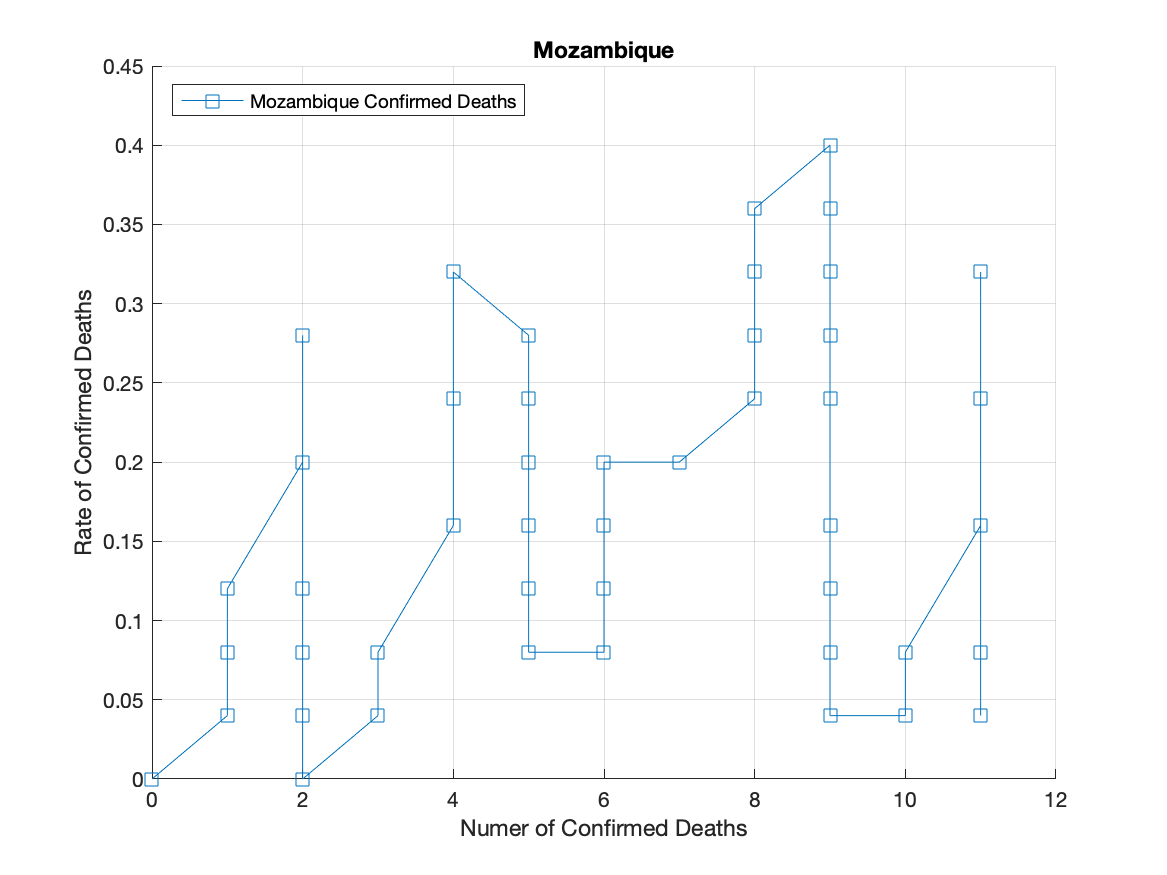 Mozambique
Mozambique Confirmed Deaths
Rate of Confirmed Deaths
0.45
0.4
0.35
0.3
0.25
0.2
0.15
0.1
0.05
0
0 2 4 6 8 10 12
Numer of Confirmed Deaths